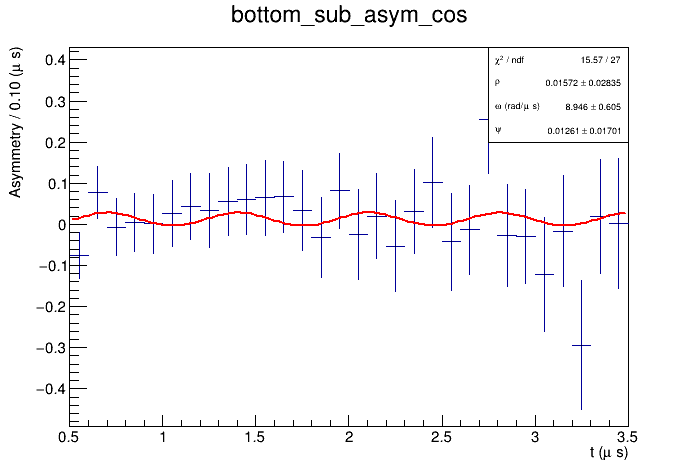 bottom_sub_asym_cos
Asymmetry / 0.10 (μ s)
χ² / ndf 15.57 / 27
ρ 0.01572 ± 0.02835
ω (rad/μ s) 8.946 ± 0.605
ψ 0.01261 ± 0.01701
0.4
0.3
0.2
0.1
0
−0.1
−0.2
−0.3
−0.4
0.5 1 1.5 2 2.5 3 3.5
t (μ s)